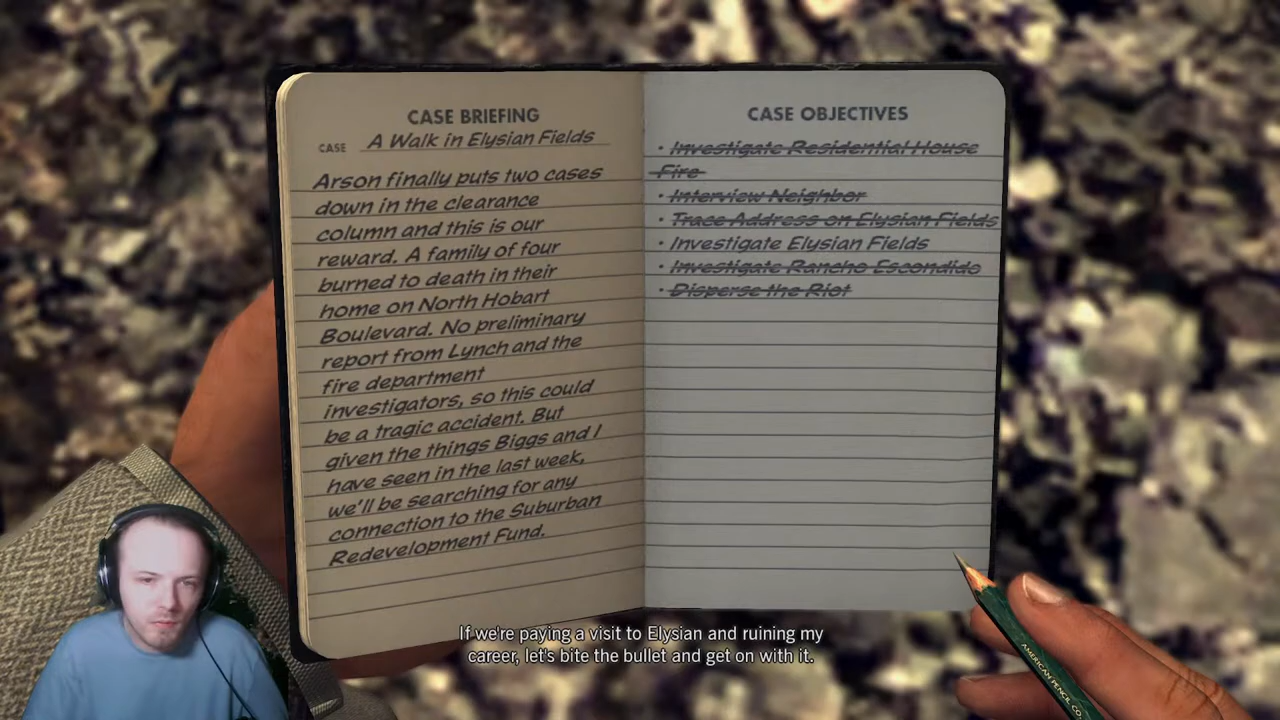 CASE BRIEFING
CASE A Walk in Elysian Fields
Arson finally puts two cases
down in the clearance
column and this is our
reward. A family of four
burned to death in their
home on North Hobart
Boulevard. No preliminary
report from Lynch and the
fire department
investigators, so this could
be a tragic accident. But
given the things Biggs and I
have seen in the last week,
we'll be searching for any
connection to the Suburban
Redevelopment Fund.
CASE OBJECTIVES
· Investigate Residential House
Fire
· Interview Neighbor
· Trace Address on Elysian Fields
· Investigate Elysian Fields
· Investigate Rancho Escondido
· Disperse the Riot
If we're paying a visit to Elysian and ruining my
career, let's bite the bullet and get on with it.
AMERICAN PENCIL CO.